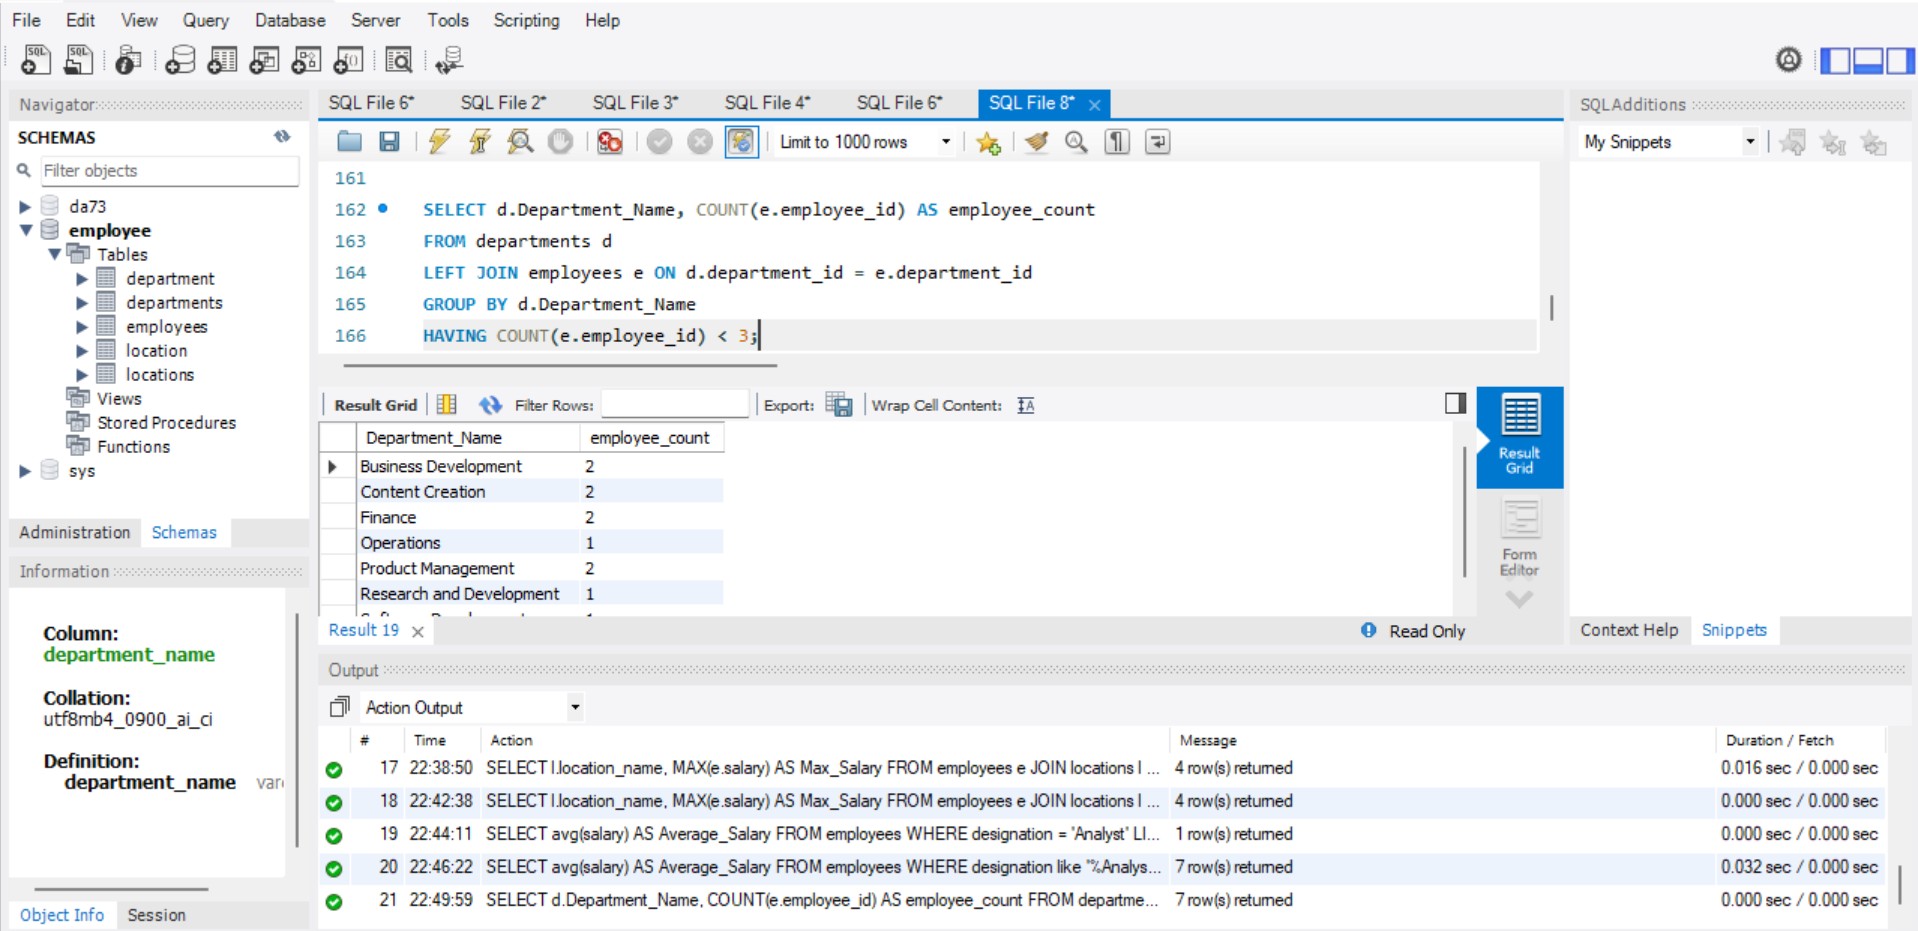 File Edit View Query Database Server Tools Scripting Help
Navigator
SCHEMAS
Filter objects
da73
employee
Tables
department
departments
employees
location
locations
Views
Stored Procedures
Functions
sys
Administration Schemas
Information
Column:
department_name
Collation:
utf8mb4_0900_ai_ci
Definition:
department_name
Object Info Session
SQL File 6* SQL File 2* SQL File 3* SQL File 4* SQL File 6* SQL File 8*
Limit to 1000 rows
161
162 SELECT d.Department_Name, COUNT(e.employee_id) AS employee_count
163 FROM departments d
164 LEFT JOIN employees e ON d.department_id = e.department_id
165 GROUP BY d.Department_Name
166 HAVING COUNT(e.employee_id) < 3;
Result Grid Filter Rows: Export: Wrap Cell Content:
Department_Name employee_count
Business Development 2
Content Creation 2
Finance 2
Operations 1
Product Management 2
Research and Development 1
Result 19 Read Only
Result
Grid
Form
Editor
SQLAdditions
My Snippets
Context Help Snippets
Output
Action Output
# Time Action Message Duration / Fetch
17 22:38:50 SELECT l.location_name, MAX(e.salary) AS Max_Salary FROM employees e JOIN locations l ... 4 row(s) returned 0.016 sec / 0.000 sec
18 22:42:38 SELECT l.location_name, MAX(e.salary) AS Max_Salary FROM employees e JOIN locations l ... 4 row(s) returned 0.000 sec / 0.000 sec
19 22:44:11 SELECT avg(salary) AS Average_Salary FROM employees WHERE designation = 'Analyst' LI... 1 row(s) returned 0.000 sec / 0.000 sec
20 22:46:22 SELECT avg(salary) AS Average_Salary FROM employees WHERE designation like "%Analys... 7 row(s) returned 0.032 sec / 0.000 sec
21 22:49:59 SELECT d.Department_Name, COUNT(e.employee_id) AS employee_count FROM departme... 7 row(s) returned 0.000 sec / 0.000 sec